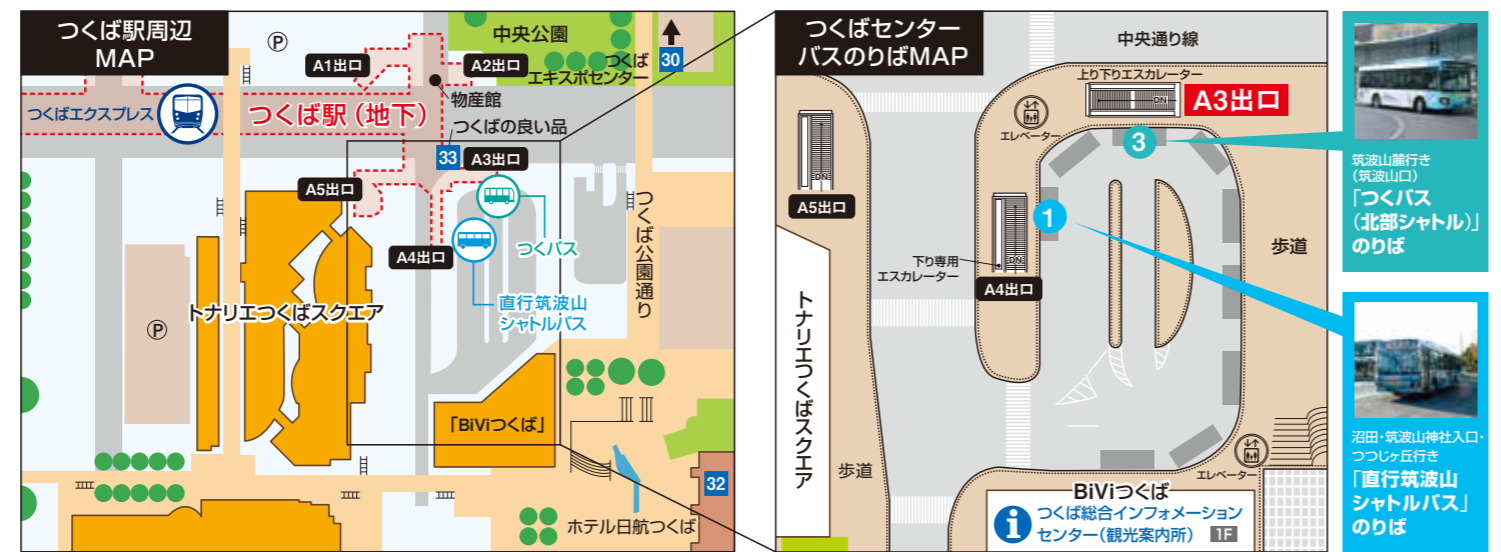 つくば駅周辺
MAP
Ⓟ
中央公園
A1出口
A2出口
つくば
エキスポセンター
30
物産館
つくばエクスプレス
つくば駅（地下）
つくばの良い品
33
A3出口
A5出口
つくバス
A4出口
直行筑波山
シャトルバス
つくば公園通り
トナリエつくばスクエア
Ⓟ
「BiViつくば」
32
ホテル日航つくば
つくばセンター
バスのりばMAP
中央通り線
上り下りエスカレーター
DN
A3出口
エレベーター
3
DN
A5出口
1
下り専用
エスカレーター
DN
A4出口
歩道
トナリエつくばスクエア
歩道
エレベーター
BiViつくば
つくば総合インフォメーション
センター（観光案内所） 1F
筑波山麓行き
（筑波山口）
「つくバス
（北部シャトル）」
のりば
沼田・筑波山神社入口・
つつじヶ丘行き
「直行筑波山
シャトルバス」
のりば